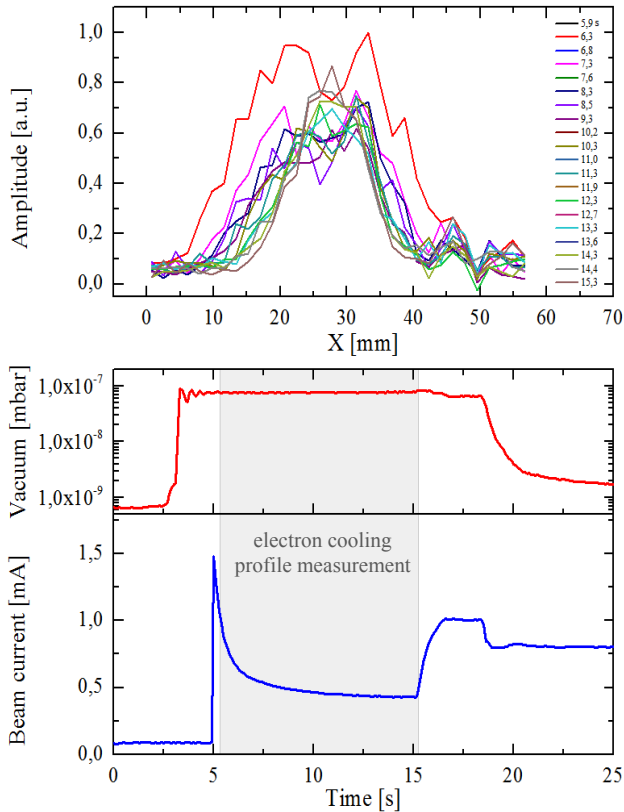 1,0
0,8
0,6
0,4
0,2
0,0
Amplitude [a.u.]
5,9 s
6,3
6,8
7,3
7,6
8,3
8,5
9,3
10,2
10,3
11,0
11,3
11,9
12,3
12,7
13,3
13,6
14,3
14,4
15,3
0 10 20 30 40 50 60 70
X [mm]
1,0x10⁻⁷
1,0x10⁻⁸
1,0x10⁻⁹
Vacuum [mbar]
electron cooling
profile measurement
1,5
1,0
0,5
0,0
Beam current [mA]
0 5 10 15 20 25
Time [s]